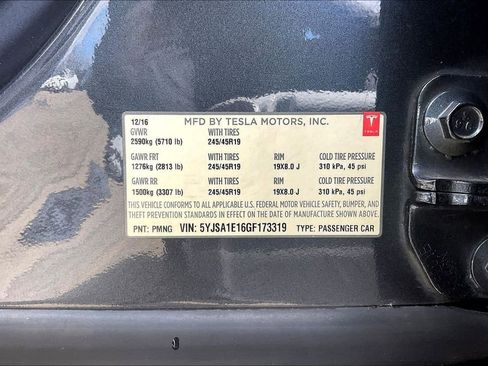 12/16 MFD BY TESLA MOTORS, INC.
GVWR WITH TIRES
2590kg (5710 lb) 245/45R19
GAWR FRT WITH TIRES RIM COLD TIRE PRESSURE
1276kg (2813 lb) 245/45R19 19X8.0 J 310 kPa, 45 psi
GAWR RR WITH TIRES RIM COLD TIRE PRESSURE
1500kg (3307 lb) 245/45R19 19X8.0 J 310 kPa, 45 psi
THIS VEHICLE CONFORMS TO ALL APPLICABLE U.S. FEDERAL MOTOR VEHICLE SAFETY, BUMPER, AND
THEFT PREVENTION STANDARDS IN EFFECT ON THE DATE OF MANUFACTURE SHOWN ABOVE.
PNT: PMNG VIN: 5YJSA1E16GF173319 TYPE: PASSENGER CAR
TESLA